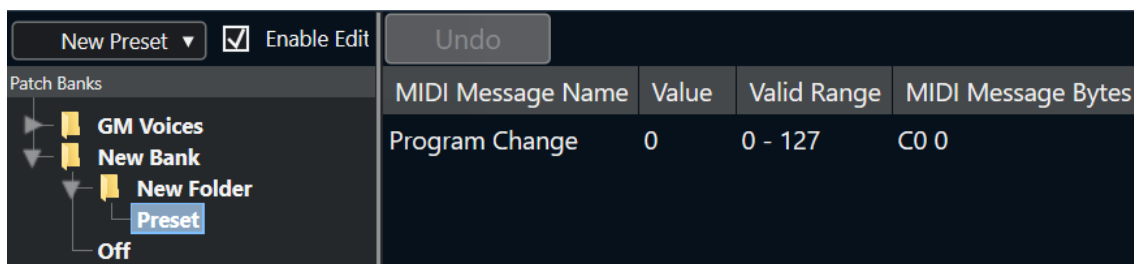 New Preset ▼ Enable Edit Undo
Patch Banks
MIDI Message Name Value Valid Range MIDI Message Bytes
GM Voices
Program Change 0 0 - 127 C0 0
New Bank
New Folder
Preset
Off